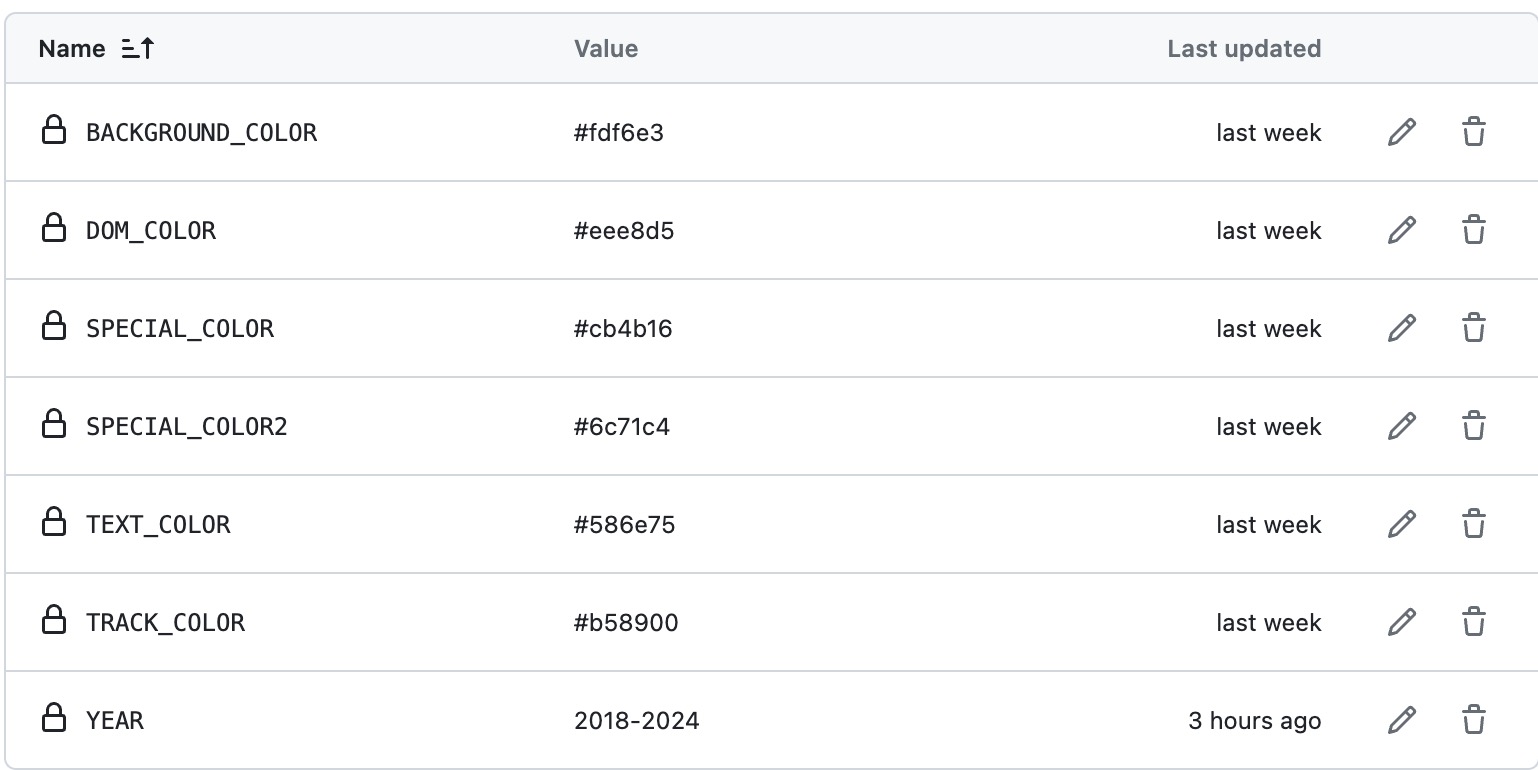 Name Value Last updated
BACKGROUND_COLOR #fdf6e3 last week
DOM_COLOR #eee8d5 last week
SPECIAL_COLOR #cb4b16 last week
SPECIAL_COLOR2 #6c71c4 last week
TEXT_COLOR #586e75 last week
TRACK_COLOR #b58900 last week
YEAR 2018-2024 3 hours ago